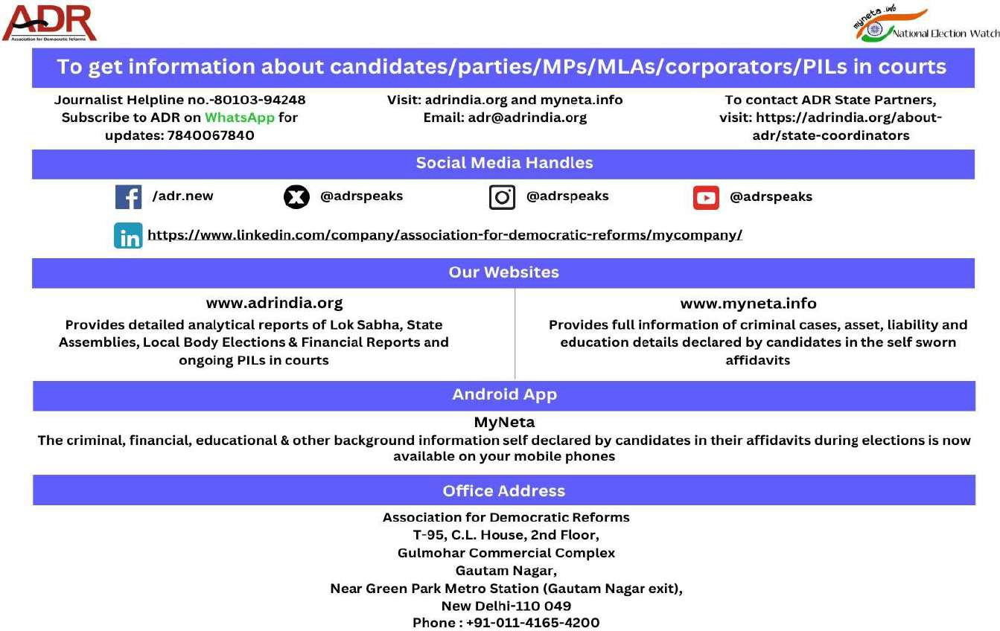 ADR
Association for Democratic Reforms
myneta.info
National Election Watch
To get information about candidates/parties/MPs/MLAs/corporators/PILs in courts
Journalist Helpline no.-80103-94248
Subscribe to ADR on WhatsApp for
updates: 7840067840
Visit: adrindia.org and myneta.info
Email: adr@adrindia.org
To contact ADR State Partners,
visit: https://adrindia.org/about-
adr/state-coordinators
Social Media Handles
/adr.new
@adrspeaks
@adrspeaks
@adrspeaks
in https://www.linkedin.com/company/association-for-democratic-reforms/mycompany/
Our Websites
www.adrindia.org
Provides detailed analytical reports of Lok Sabha, State
Assemblies, Local Body Elections & Financial Reports and
ongoing PILs in courts
www.myneta.info
Provides full information of criminal cases, asset, liability and
education details declared by candidates in the self sworn
affidavits
Android App
MyNeta
The criminal, financial, educational & other background information self declared by candidates in their affidavits during elections is now
available on your mobile phones
Office Address
Association for Democratic Reforms
T-95, C.L. House, 2nd Floor,
Gulmohar Commercial Complex
Gautam Nagar,
Near Green Park Metro Station (Gautam Nagar exit),
New Delhi-110 049
Phone : +91-011-4165-4200